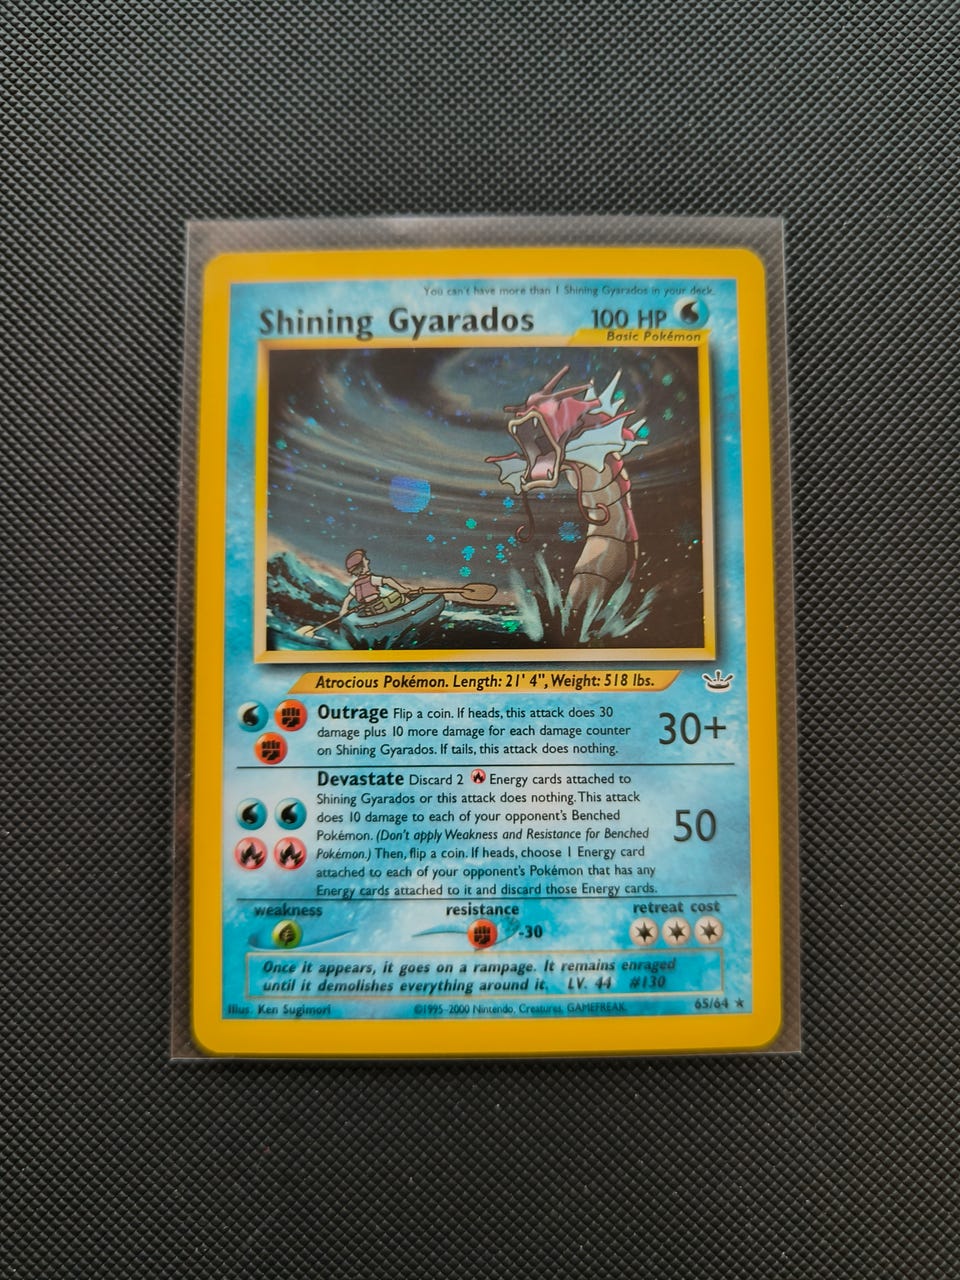 You can't have more than 1 Shining Gyarados in your deck.
Shining Gyarados 100 HP
Basic Pokémon
Atrocious Pokémon. Length: 21' 4", Weight: 518 lbs.
Outrage Flip a coin. If heads, this attack does 30
damage plus 10 more damage for each damage counter
on Shining Gyarados. If tails, this attack does nothing.
30+
Devastate Discard 2 Energy cards attached to
Shining Gyarados or this attack does nothing. This attack
does 10 damage to each of your opponent's Benched
Pokémon. (Don't apply Weakness and Resistance for Benched
Pokémon.) Then, flip a coin. If heads, choose 1 Energy card
attached to each of your opponent's Pokémon that has any
Energy cards attached to it and discard those Energy cards.
50
weakness resistance retreat cost
-30
Once it appears, it goes on a rampage. It remains enraged
until it demolishes everything around it. LV. 44 #130
Illus. Ken Sugimori ©1995-2000 Nintendo, Creatures, GAMEFREAK. 65/64 ★